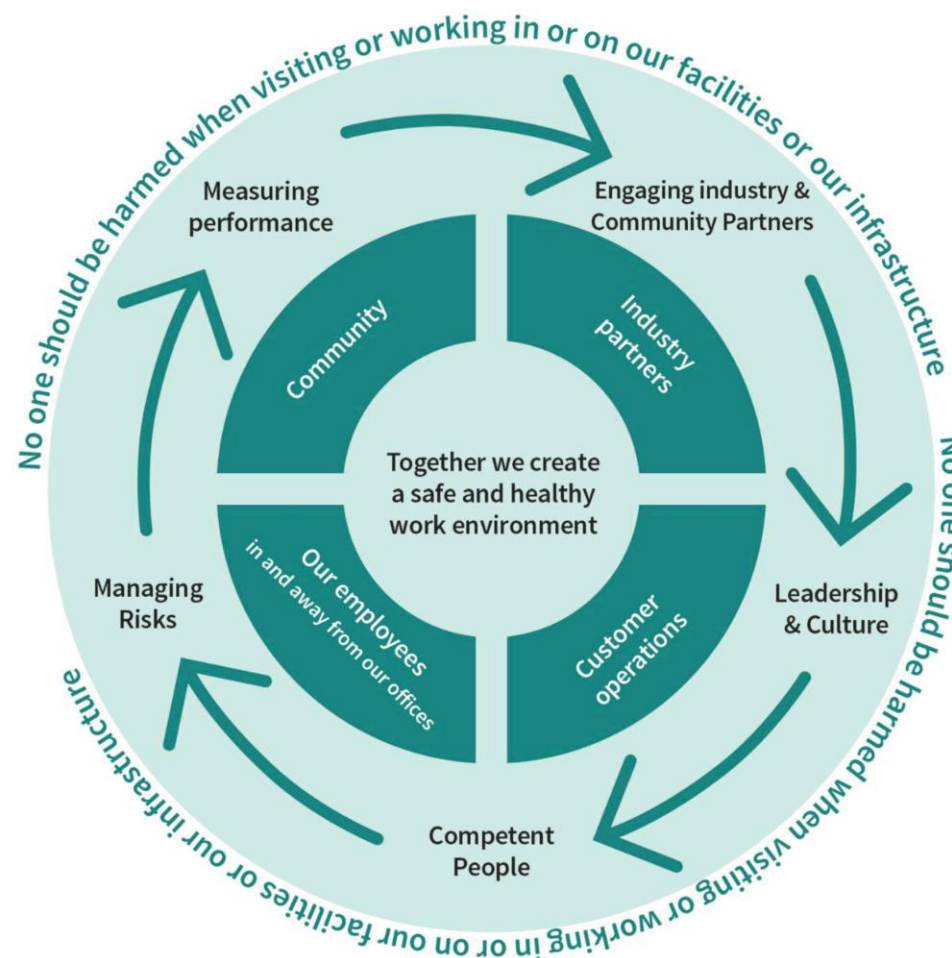 No one should be harmed when visiting or working in or on our facilities or our infrastructure
No one should be harmed when visiting or working in or on our facilities or our infrastructure
Measuring
performance
Engaging industry &
Community Partners
Leadership
& Culture
Competent
People
Managing
Risks
Community
Industry
partners
Customer
operations
Our employees
in and away from our offices
Together we create
a safe and healthy
work environment